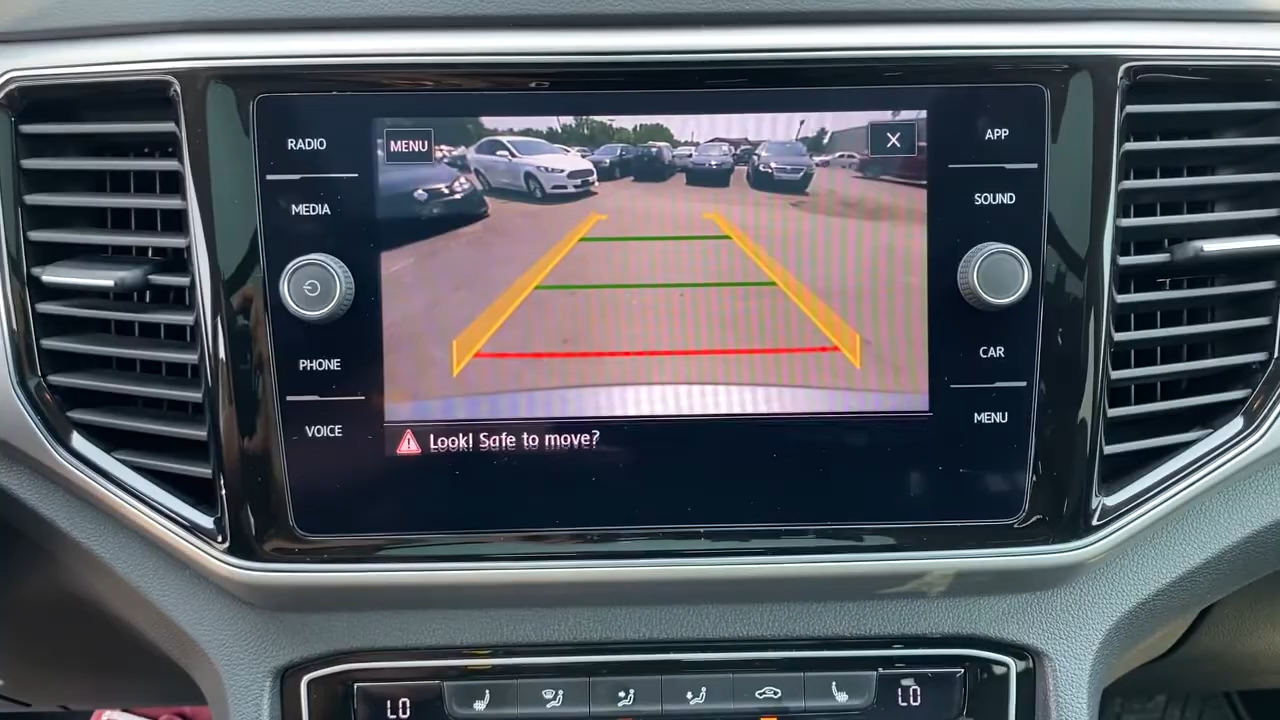 RADIO
MEDIA
PHONE
VOICE
MENU
X
Look! Safe to move?
APP
SOUND
CAR
MENU
LO
LO